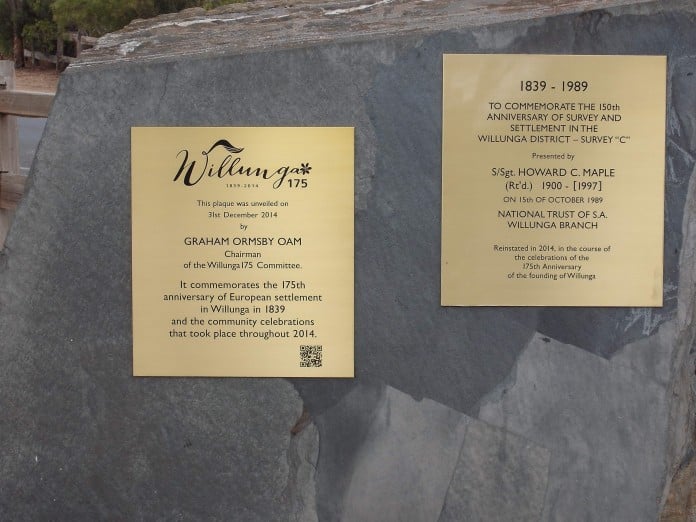 Willunga
1839-2014
175
This plaque was unveiled on
31st December 2014
by
GRAHAM ORMSBY OAM
Chairman
of the Willunga175 Committee.
It commemorates the 175th
anniversary of European settlement
in Willunga in 1839
and the community celebrations
that took place throughout 2014.
1839 - 1989
TO COMMEMORATE THE 150th
ANNIVERSARY OF SURVEY AND
SETTLEMENT IN THE
WILLUNGA DISTRICT – SURVEY "C"
Presented by
S/Sgt. HOWARD C. MAPLE
(Rt'd.) 1900 - [1997]
ON 15th OF OCTOBER 1989
NATIONAL TRUST OF S.A.
WILLUNGA BRANCH
Reinstated in 2014, in the course of
the celebrations of the
175th Anniversary
of the founding of Willunga